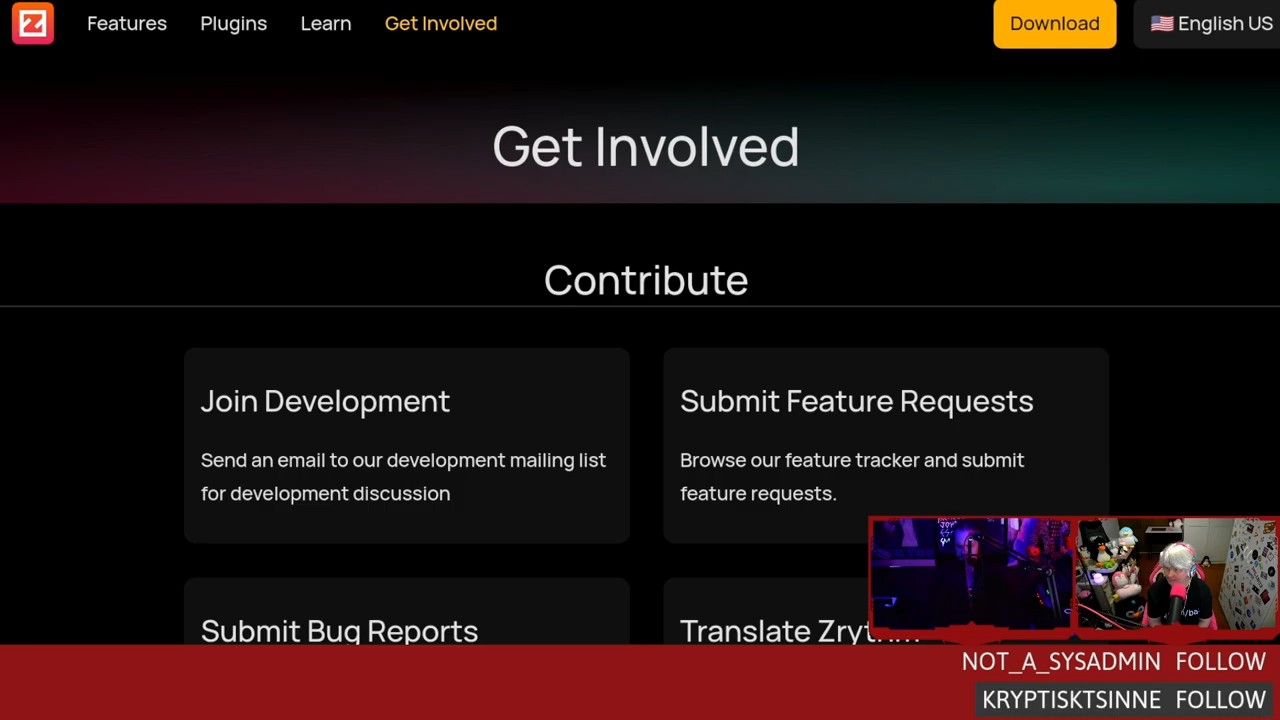 Features Plugins Learn Get Involved Download English US
Get Involved
Contribute
Join Development
Send an email to our development mailing list
for development discussion
Submit Feature Requests
Browse our feature tracker and submit
feature requests.
Submit Bug Reports
Translate Zrythm
NOT_A_SYSADMIN FOLLOW
KRYPTISKTSINNE FOLLOW